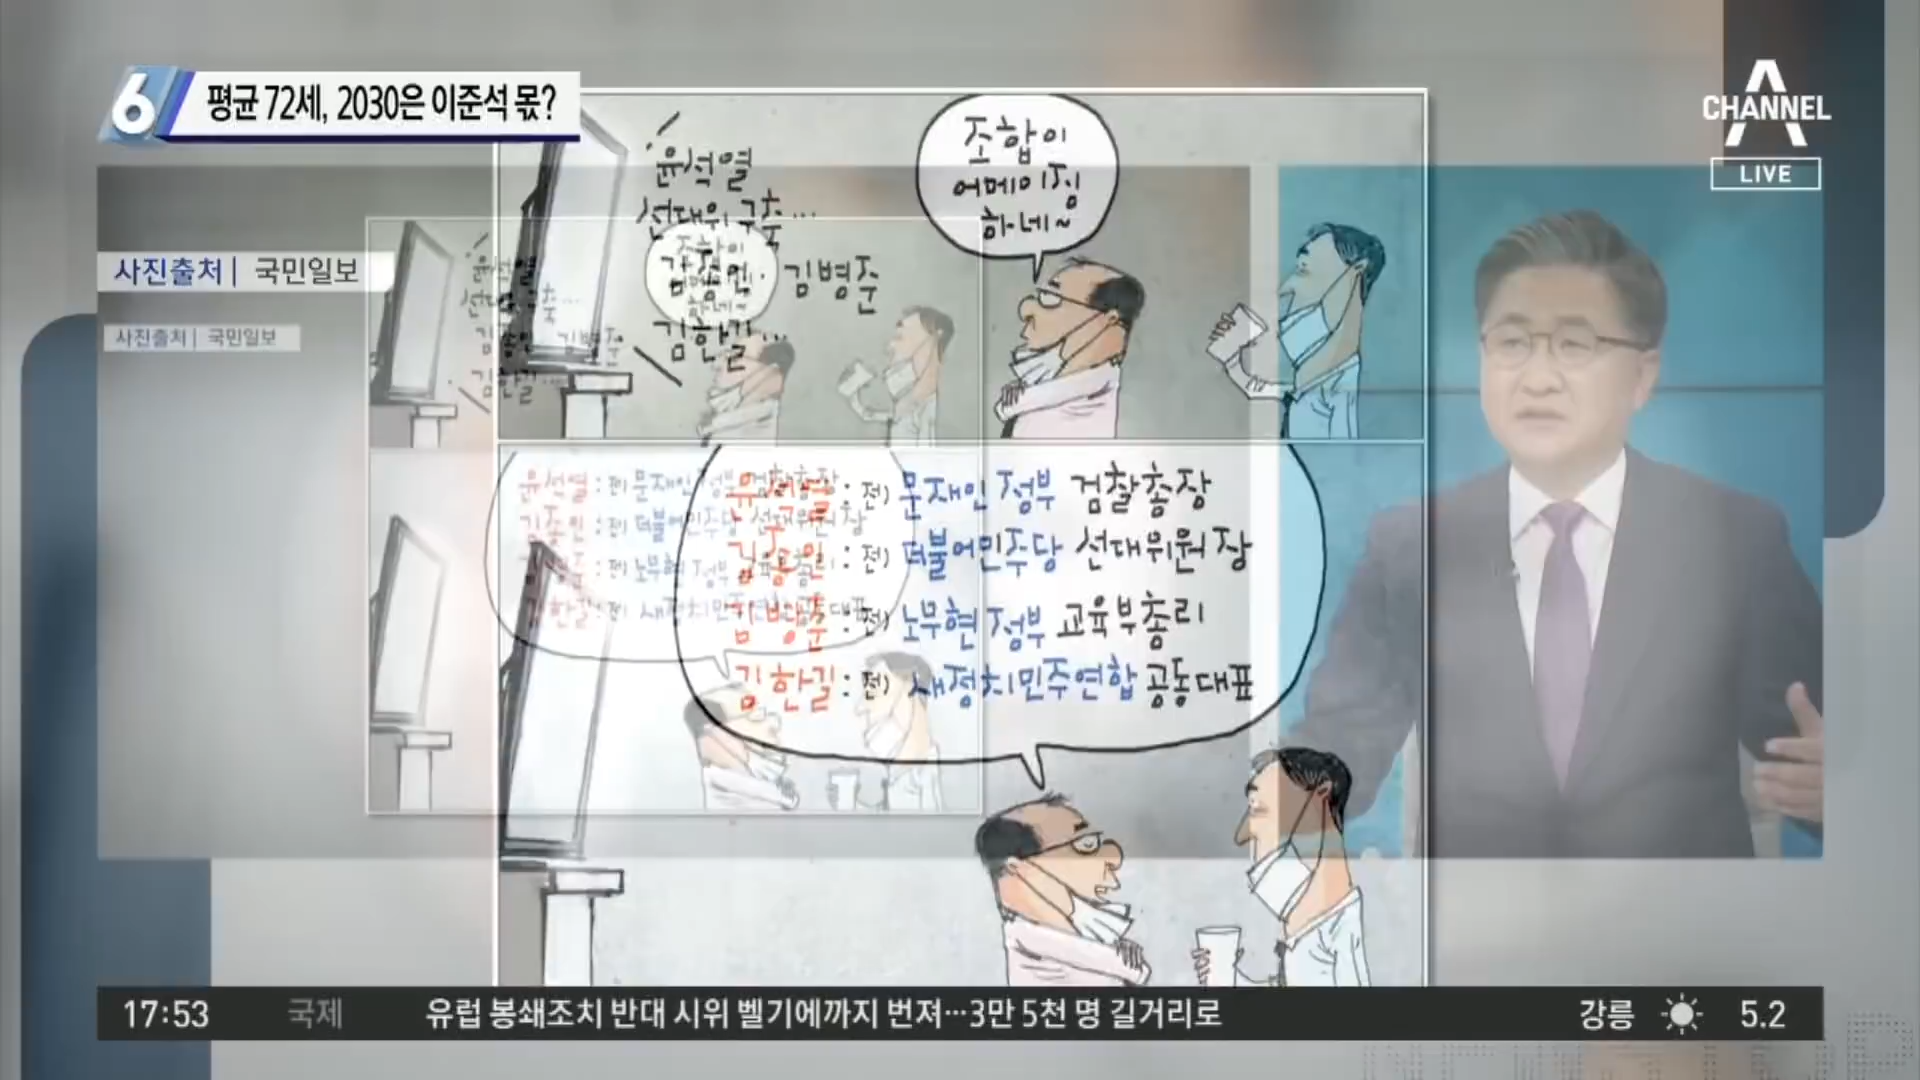 6
평균 72세, 2030은 이준석 몫?
CHANNEL A
LIVE
사진출처 | 국민일보
사진출처 | 국민일보
윤석열
선대위 구축...
김종인· 김병준
김한길...
조합이
어메이징
하네~
윤석열 : 전) 문재인 정부 검찰총장
김종인 : 전) 더불어민주당 선대위원장
김병준 : 전) 노무현 정부 교육부총리
김한길 : 전) 새정치민주연합 공동대표
17:53 국제 유럽 봉쇄조치 반대 시위 벨기에까지 번져…3만 5천 명 길거리로 강릉 5.2